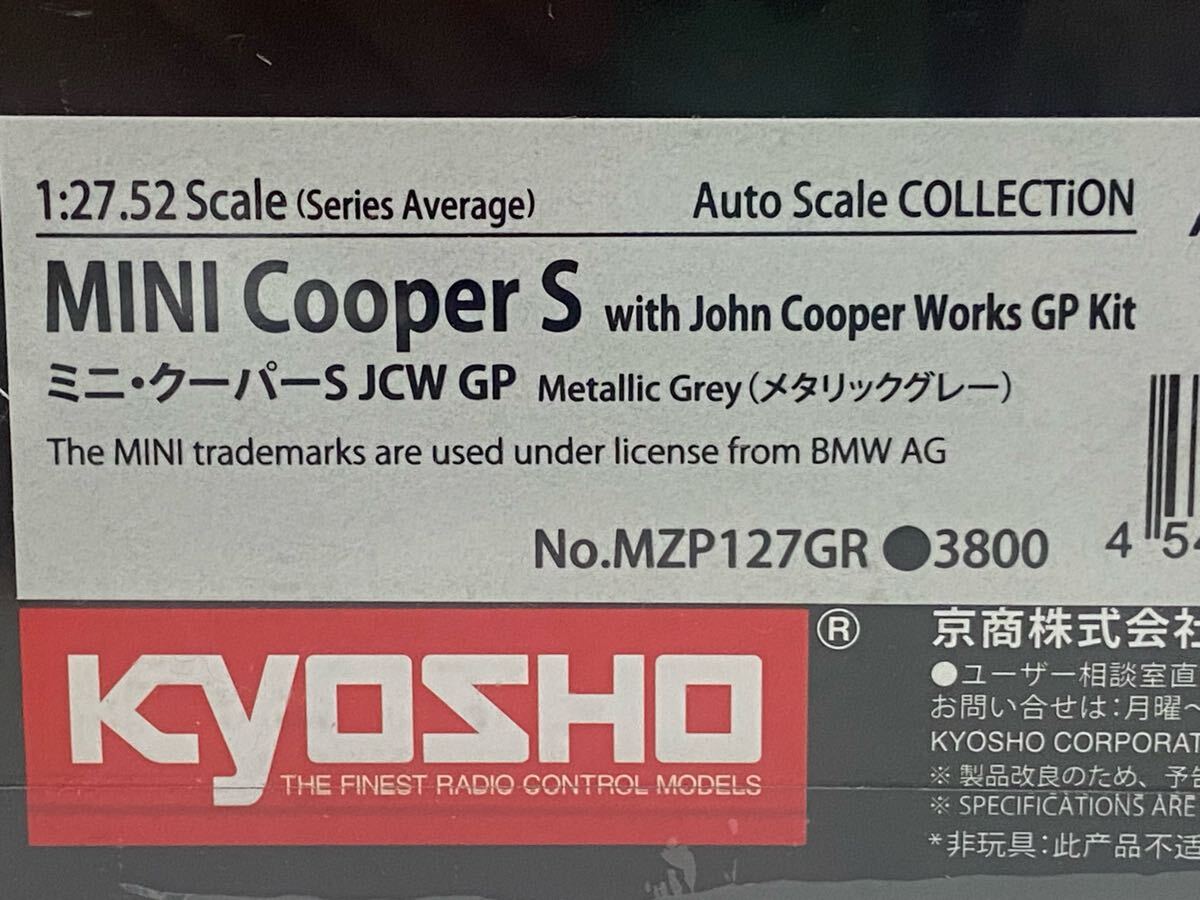 1:27.52 Scale (Series Average) Auto Scale COLLECTiON
MINI Cooper S with John Cooper Works GP Kit
ミニ・クーパーS JCW GP Metallic Grey(メタリックグレー)
The MINI trademarks are used under license from BMW AG
No.MZP127GR ●3800
4 54
KYOSHO ®
THE FINEST RADIO CONTROL MODELS
京商株式会社
●ユーザー相談室直
お問い合せは:月曜~
KYOSHO CORPORAT
※ 製品改良のため、予告
※ SPECIFICATIONS ARE
*非玩具:此产品不适